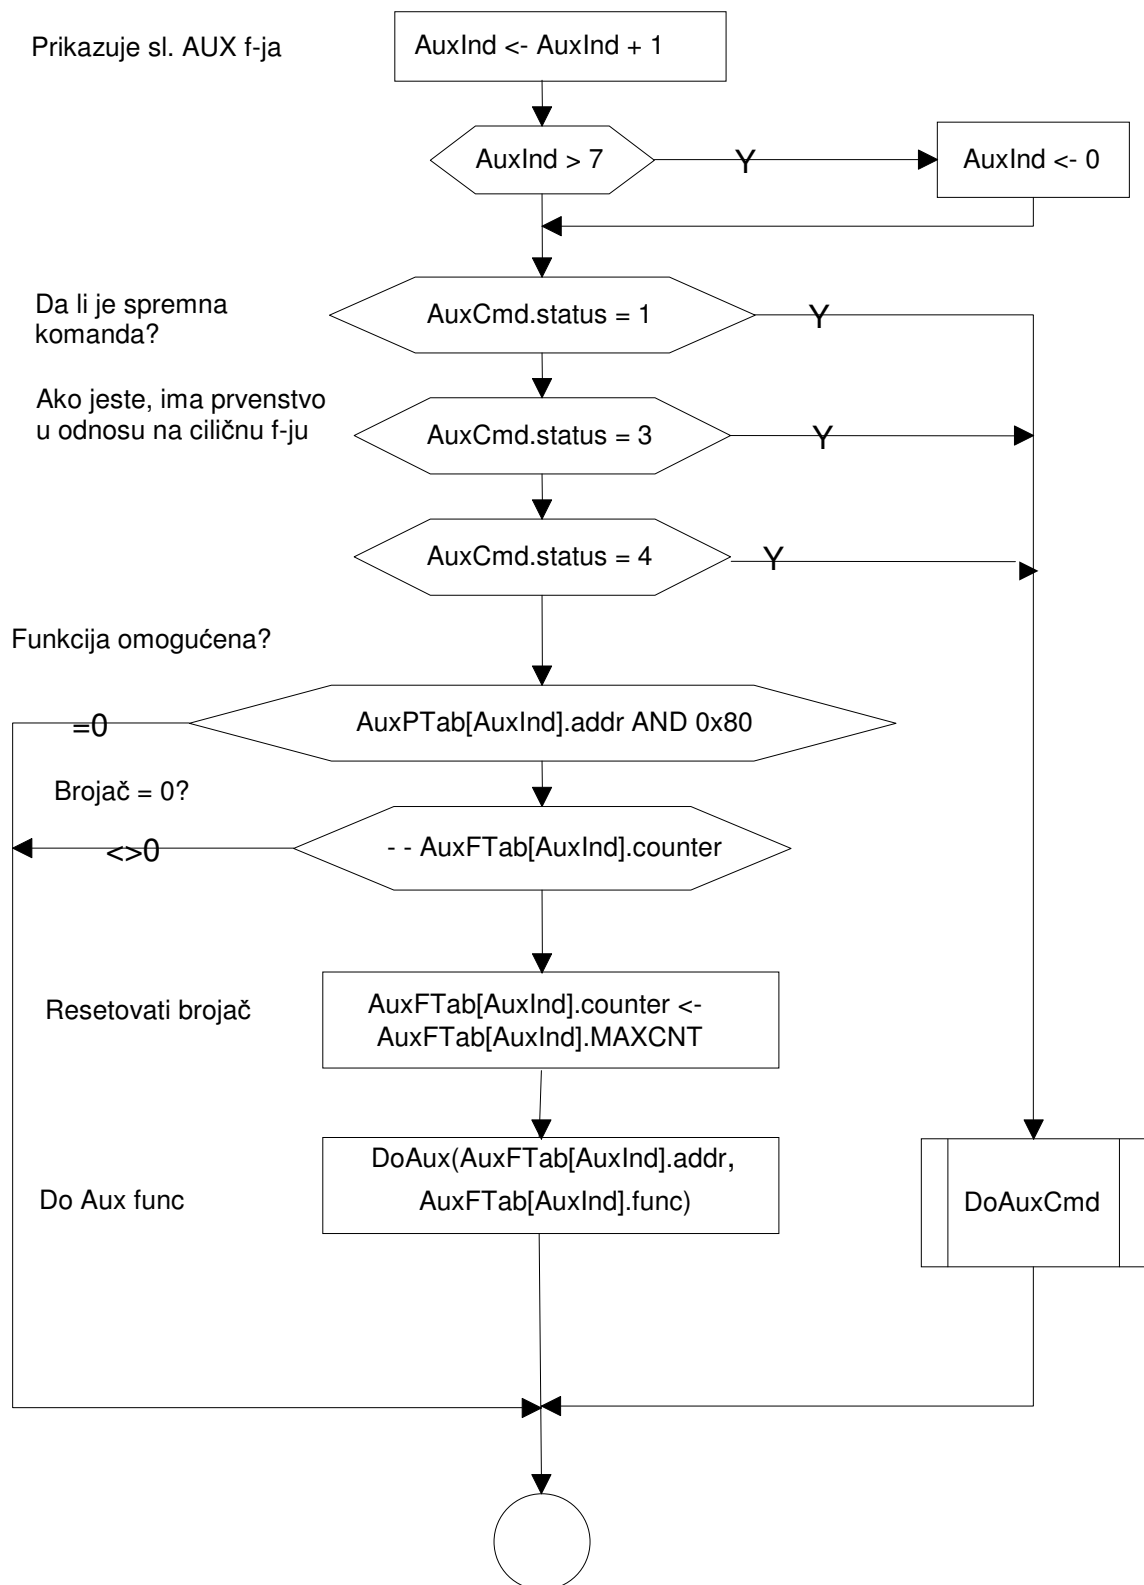 Prikazuje sl. AUX f-ja
AuxInd <- AuxInd + 1
AuxInd > 7
Y
AuxInd <- 0
Da li je spremna
komanda?
AuxCmd.status = 1
Y
Ako jeste, ima prvenstvo
u odnosu na ciličnu f-ju
AuxCmd.status = 3
Y
AuxCmd.status = 4
Y
Funkcija omogućena?
=0
AuxPTab[AuxInd].addr AND 0x80
Brojač = 0?
<>0
- - AuxFTab[AuxInd].counter
Resetovati brojač
AuxFTab[AuxInd].counter <-
AuxFTab[AuxInd].MAXCNT
Do Aux func
DoAux(AuxFTab[AuxInd].addr,
AuxFTab[AuxInd].func)
DoAuxCmd